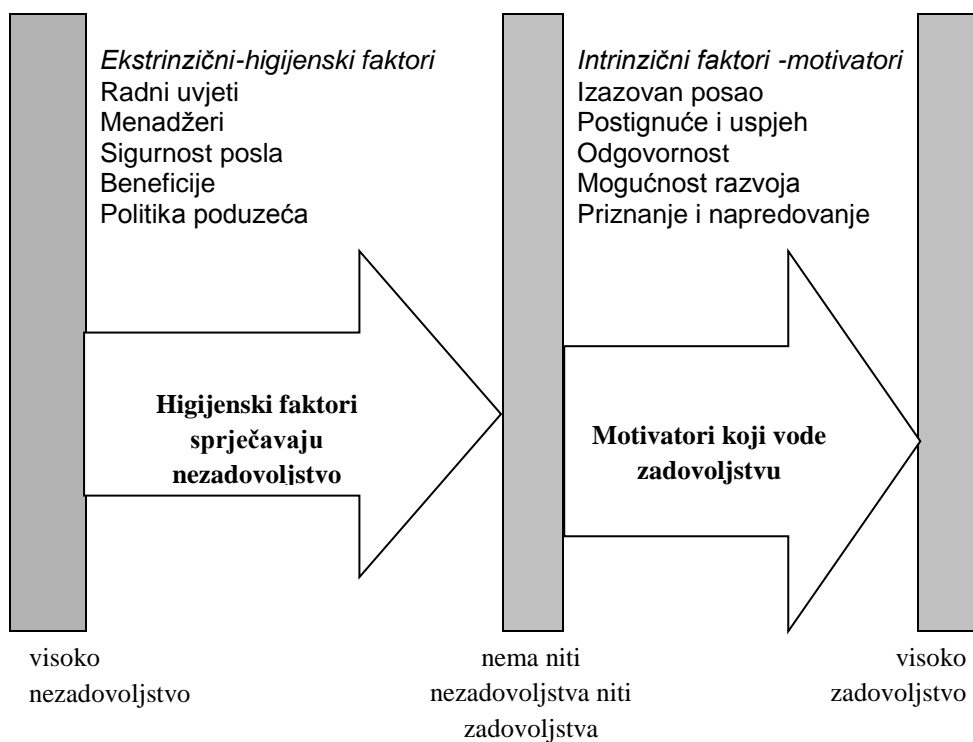 Ekstrinzični-higijenski faktori
Radni uvjeti
Menadžeri
Sigurnost posla
Beneficije
Politika poduzeća
Intrinzični faktori -motivatori
Izazovan posao
Postignuće i uspjeh
Odgovornost
Mogućnost razvoja
Priznanje i napredovanje
Higijenski faktori
sprječavaju
nezadovoljstvo
Motivatori koji vode
zadovoljstvu
visoko
nezadovoljstvo
nema niti
nezadovoljstva niti
zadovoljstva
visoko
zadovoljstvo